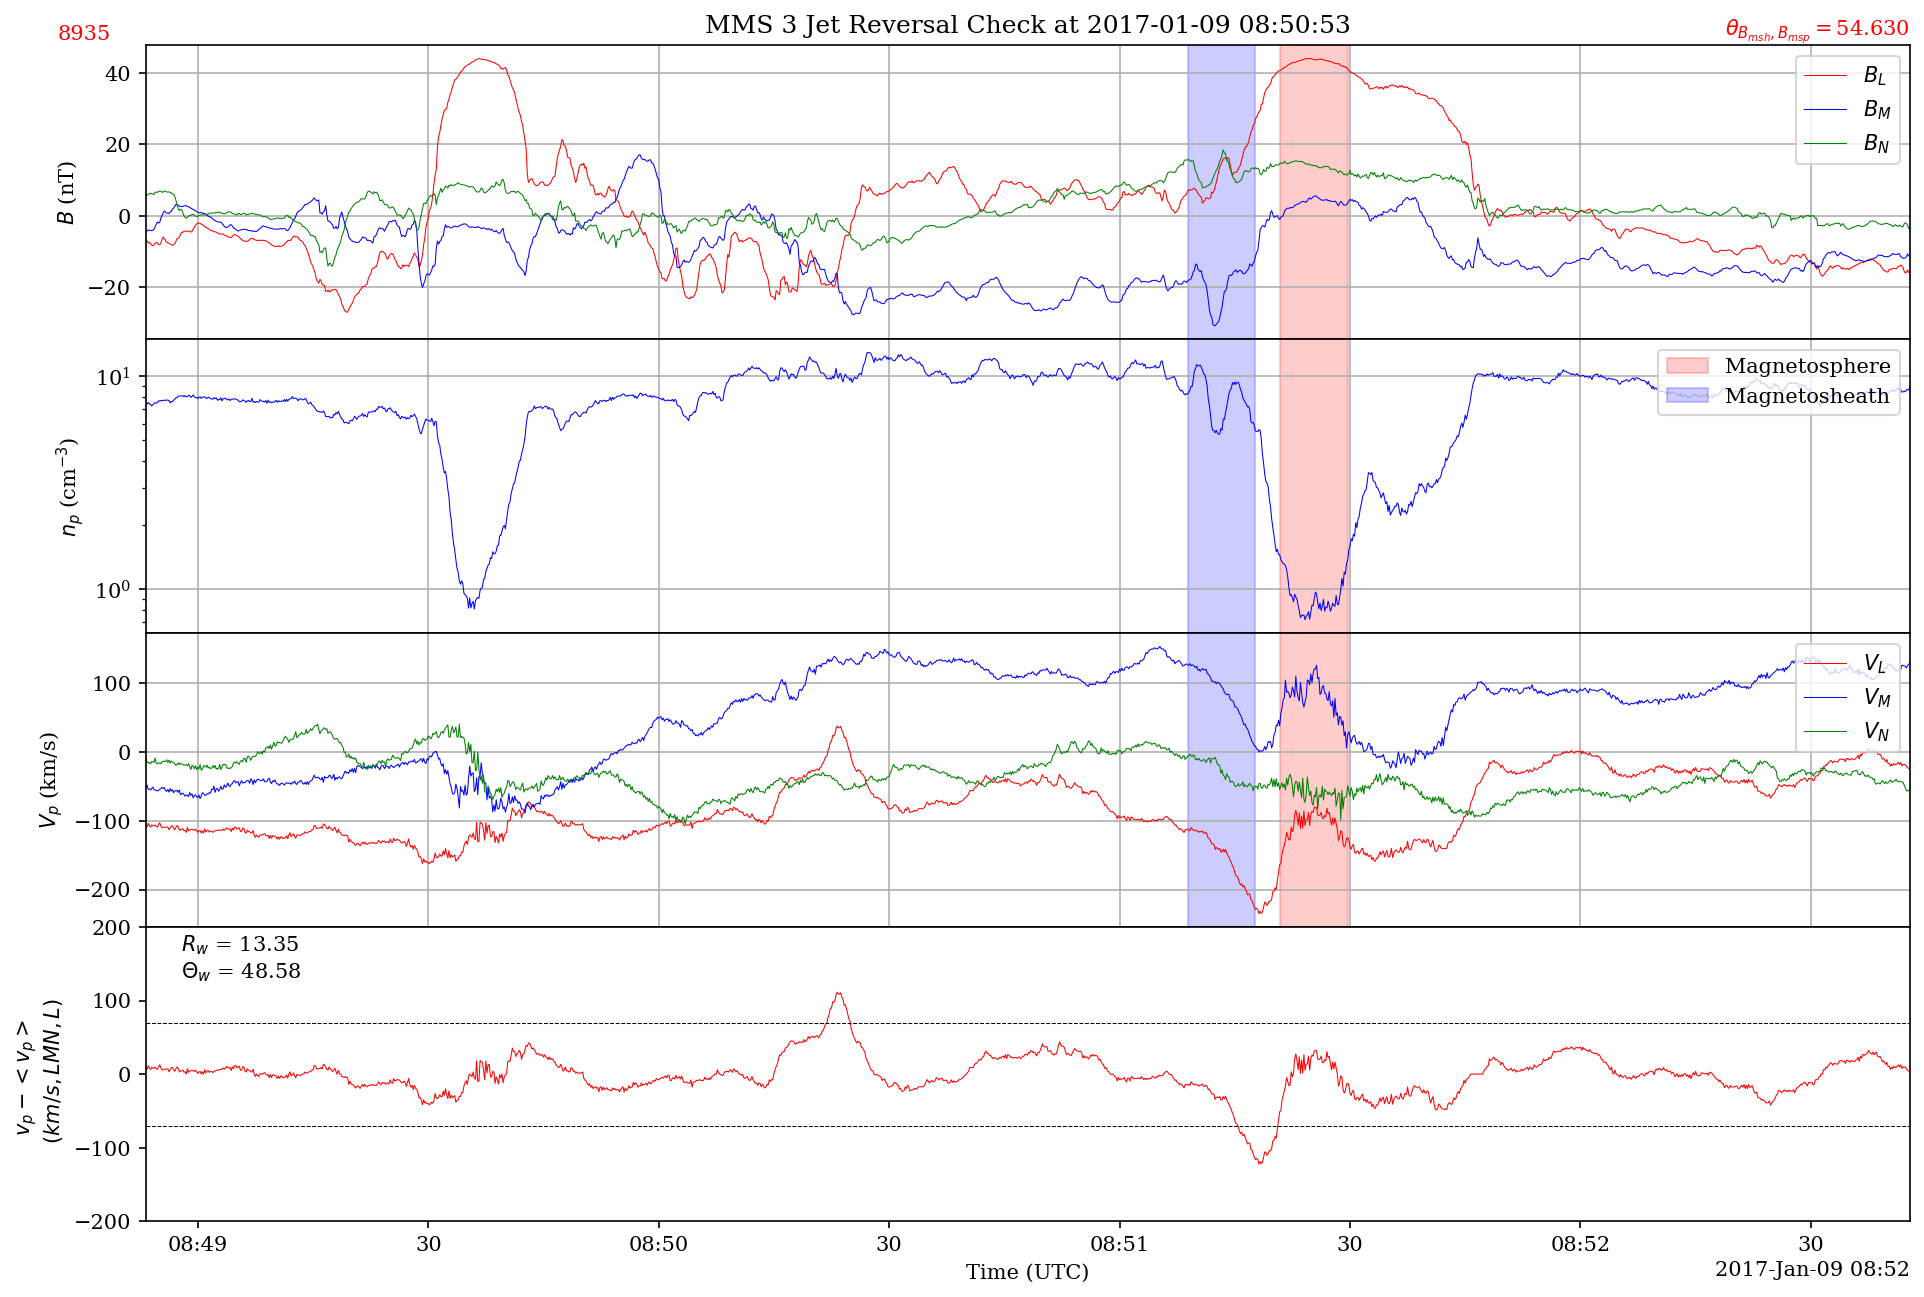 MMS 3 Jet Reversal Check at 2017-01-09 08:50:53
8935
θ_{B_{msh}, B_{msp}} = 54.630
B (nT)
40
20
0
−20
B_L
B_M
B_N
n_p (cm^{−3})
10^1
10^0
Magnetosphere
Magnetosheath
V_p (km/s)
100
0
−100
−200
V_L
V_M
V_N
v_p − < v_p >
(km/s, LMN, L)
200
100
0
−100
−200
R_w = 13.35
Θ_w = 48.58
08:49 30 08:50 30 08:51 30 08:52 30
Time (UTC)
2017-Jan-09 08:52